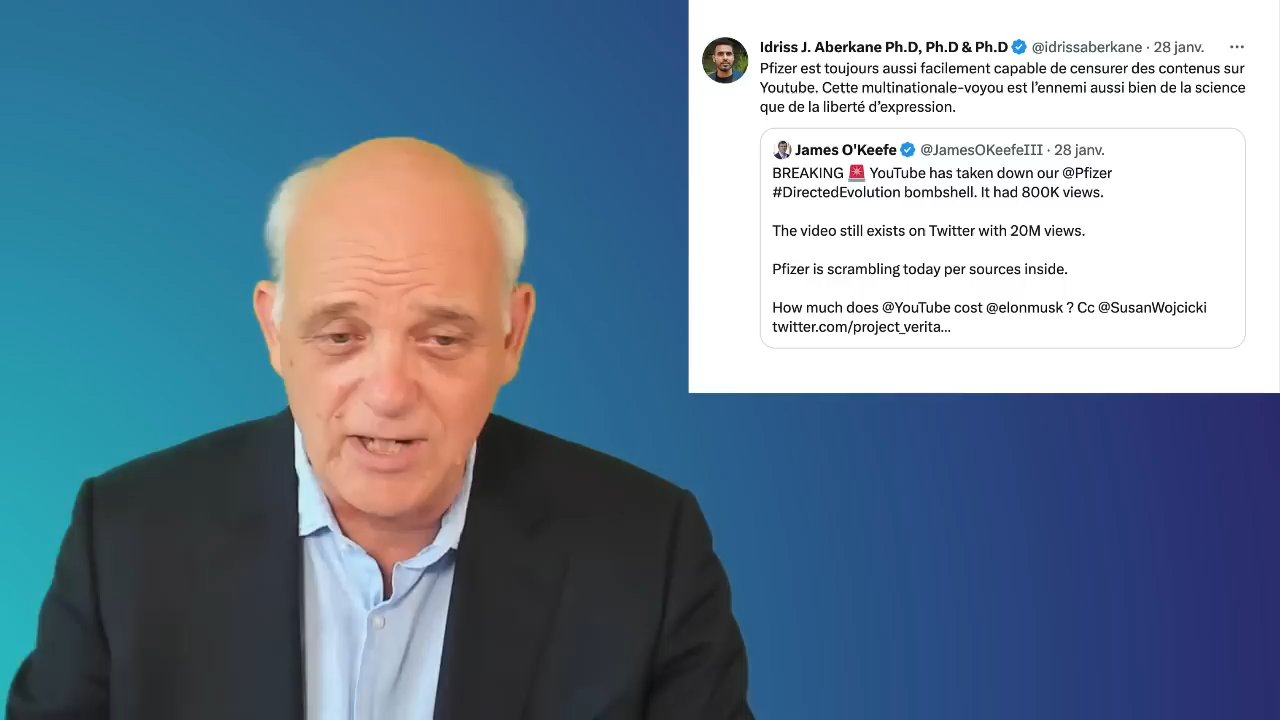 Idriss J. Aberkane Ph.D, Ph.D & Ph.D @idrissaberkane · 28 janv.
Pfizer est toujours aussi facilement capable de censurer des contenus sur
Youtube. Cette multinationale-voyou est l’ennemi aussi bien de la science
que de la liberté d’expression.
James O'Keefe @JamesOKeefeIII · 28 janv.
BREAKING 🚨 YouTube has taken down our @Pfizer
#DirectedEvolution bombshell. It had 800K views.
The video still exists on Twitter with 20M views.
Pfizer is scrambling today per sources inside.
How much does @YouTube cost @elonmusk ? Cc @SusanWojcicki
twitter.com/project_verita...